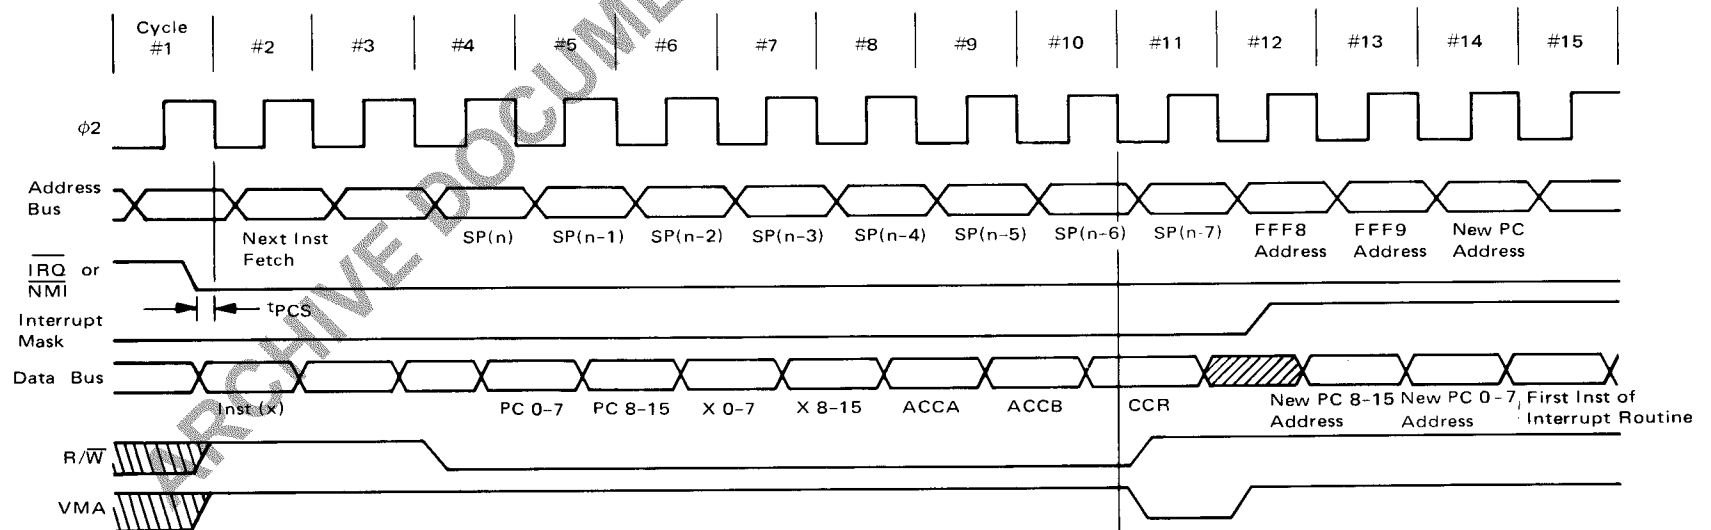 Cycle
#1 #2 #3 #4 #5 #6 #7 #8 #9 #10 #11 #12 #13 #14 #15
ϕ2
Address
Bus
Next Inst
Fetch
SP(n) SP(n-1) SP(n-2) SP(n-3) SP(n-4) SP(n-5) SP(n-6) SP(n-7)
FFF8
Address
FFF9
Address
New PC
Address
IRQ or
NMI
tPCS
Interrupt
Mask
Data Bus
Inst (x) PC 0-7 PC 8-15 X 0-7 X 8-15 ACCA ACCB CCR
New PC 8-15
Address
New PC 0-7
Address
First Inst of
Interrupt Routine
R/W
VMA
ARCHIVE